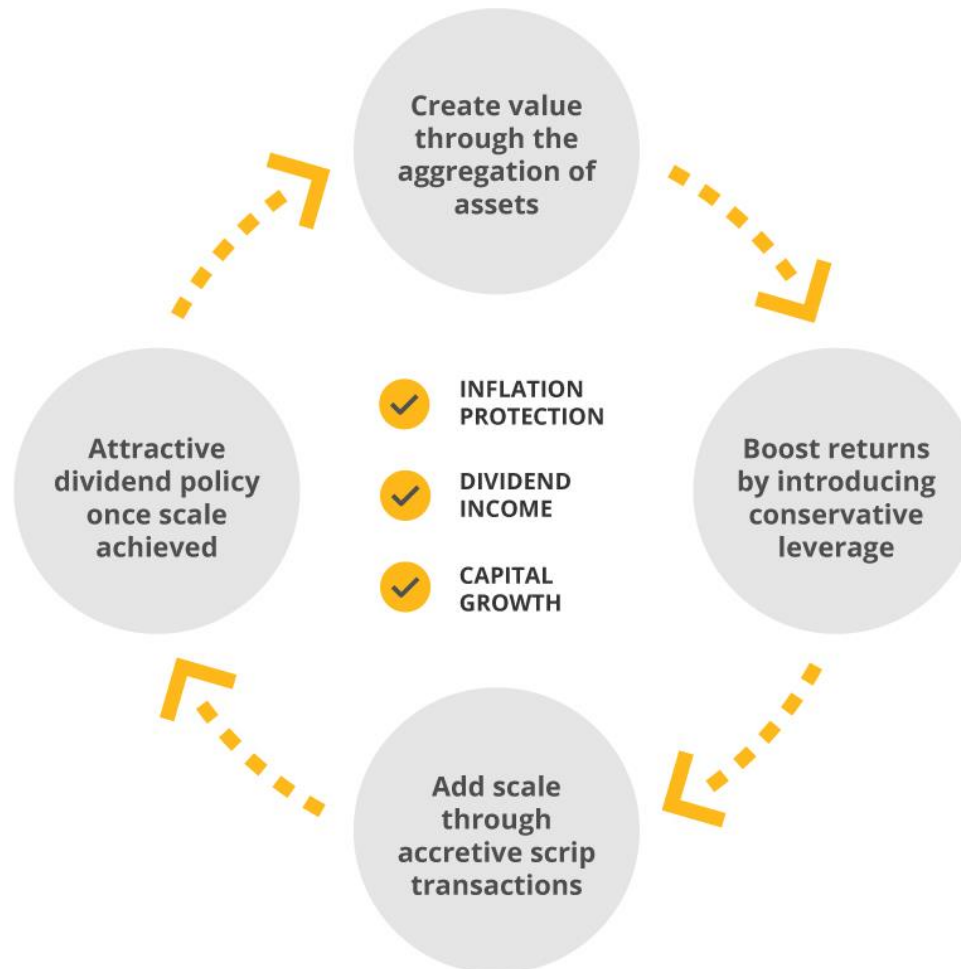 Create value
through the
aggregation of
assets
Boost returns
by introducing
conservative
leverage
Add scale
through
accretive scrip
transactions
Attractive
dividend policy
once scale
achieved
INFLATION
PROTECTION
DIVIDEND
INCOME
CAPITAL
GROWTH